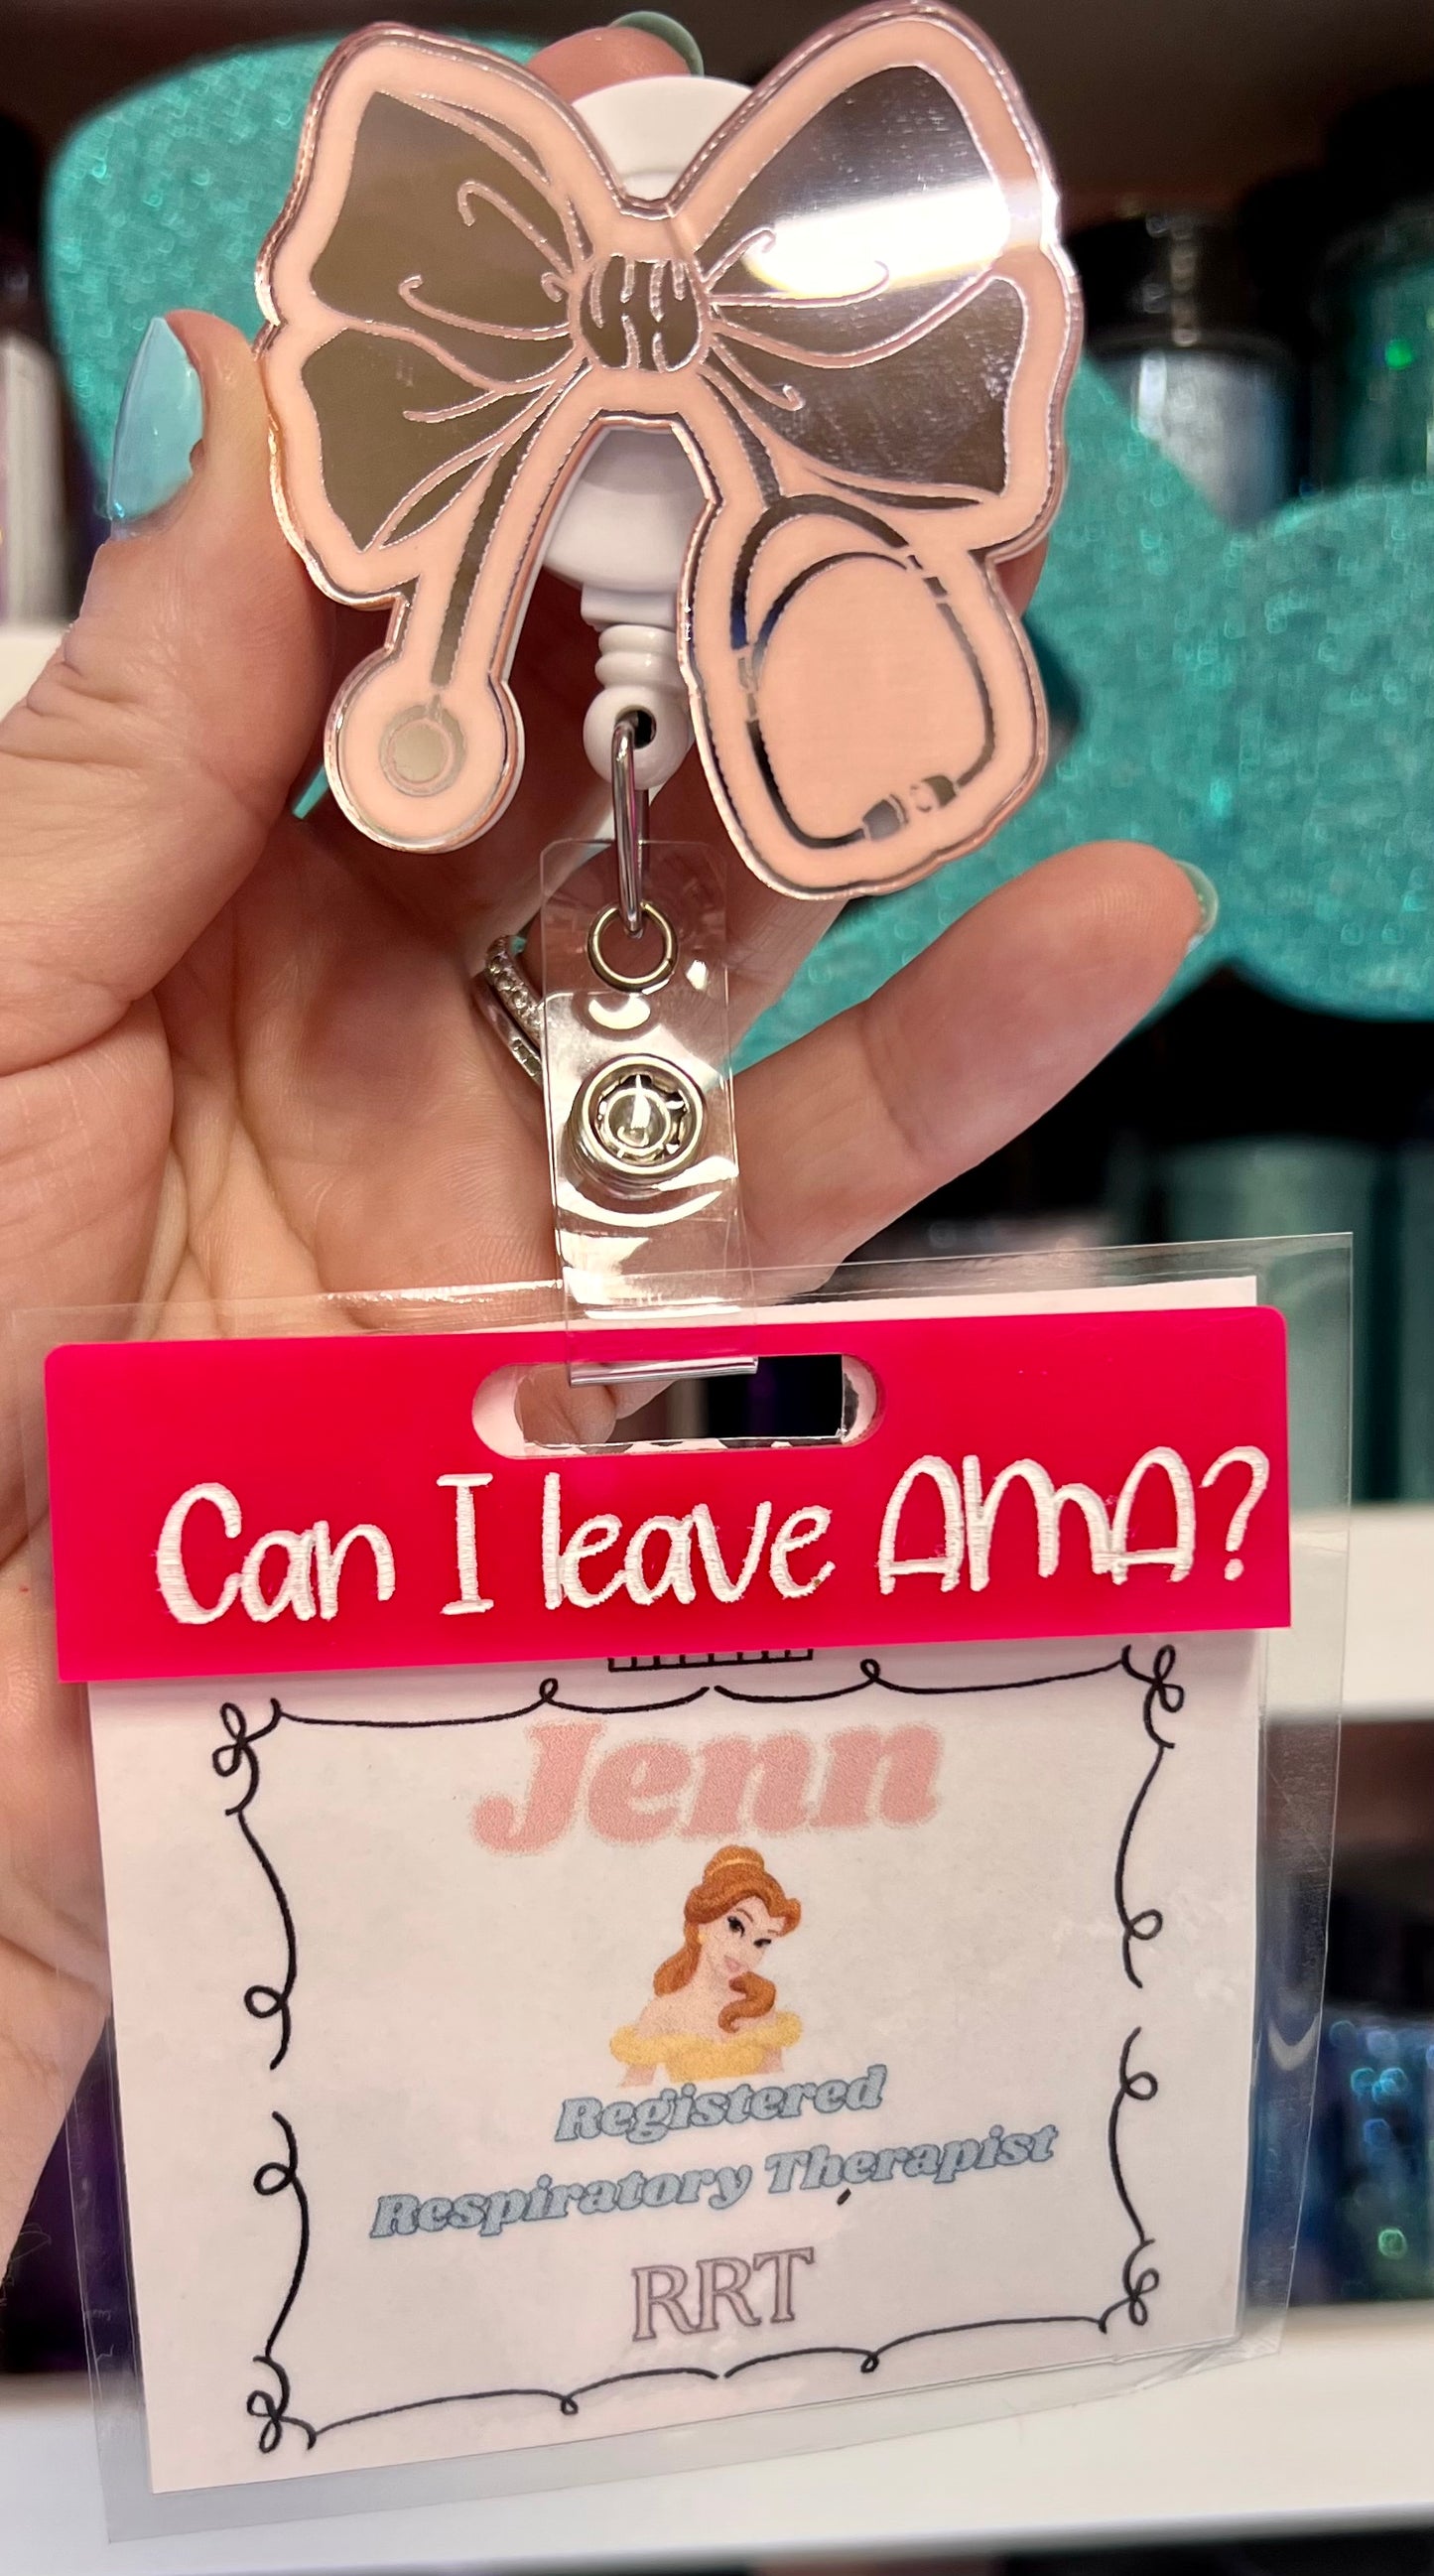 Can I leave AMA?
Jenn
Registered
Respiratory Therapist
RRT